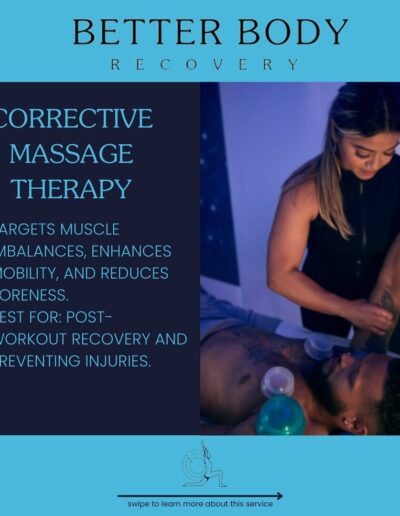 BETTER BODY
RECOVERY
CORRECTIVE
MASSAGE
THERAPY
ARGETS MUSCLE
MBALANCES, ENHANCES
MOBILITY, AND REDUCES
ORENESS.
EST FOR: POST-
WORKOUT RECOVERY AND
REVENTING INJURIES.
swipe to learn more about this service